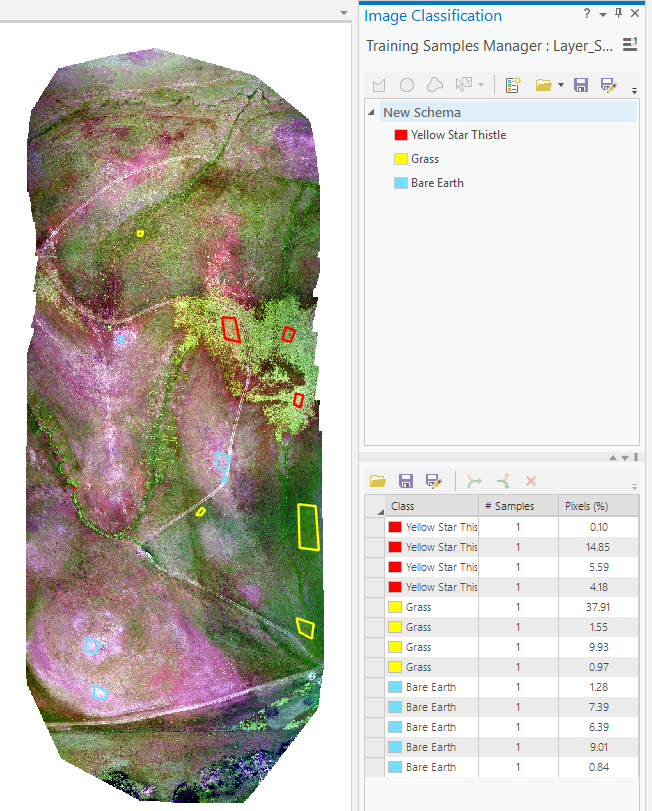 Image Classification
Training Samples Manager : Layer_S...
New Schema
Yellow Star Thistle
Grass
Bare Earth
Class # Samples Pixels (%)
Yellow Star This 1 0.10
Yellow Star This 1 14.85
Yellow Star This 1 5.59
Yellow Star This 1 4.18
Grass 1 37.91
Grass 1 1.55
Grass 1 9.93
Grass 1 0.97
Bare Earth 1 1.28
Bare Earth 1 7.39
Bare Earth 1 6.39
Bare Earth 1 9.01
Bare Earth 1 0.84